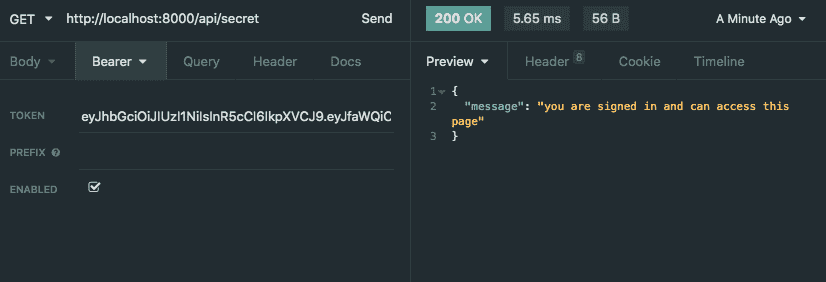 GET http://localhost:8000/api/secret Send
200 OK 5.65 ms 56 B A Minute Ago
Body Bearer Query Header Docs
Preview Header 8 Cookie Timeline
TOKEN eyJhbGciOiJIUzI1NiIsInR5cCI6IkpXVCJ9.eyJfaWQiO
PREFIX
ENABLED
1 {
2 "message": "you are signed in and can access this
page"
3 }